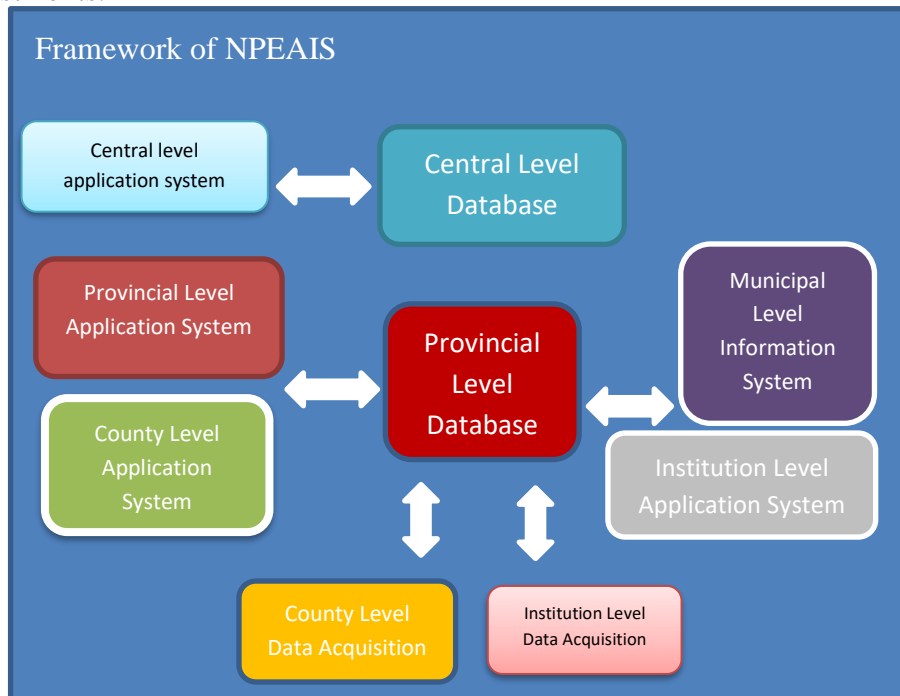 Framework of NPEAIS
Central level
application system
Central Level
Database
Provincial Level
Application System
Provincial
Level
Database
Municipal
Level
Information
System
County Level
Application
System
Institution Level
Application System
County Level
Data Acquisition
Institution Level
Data Acquisition